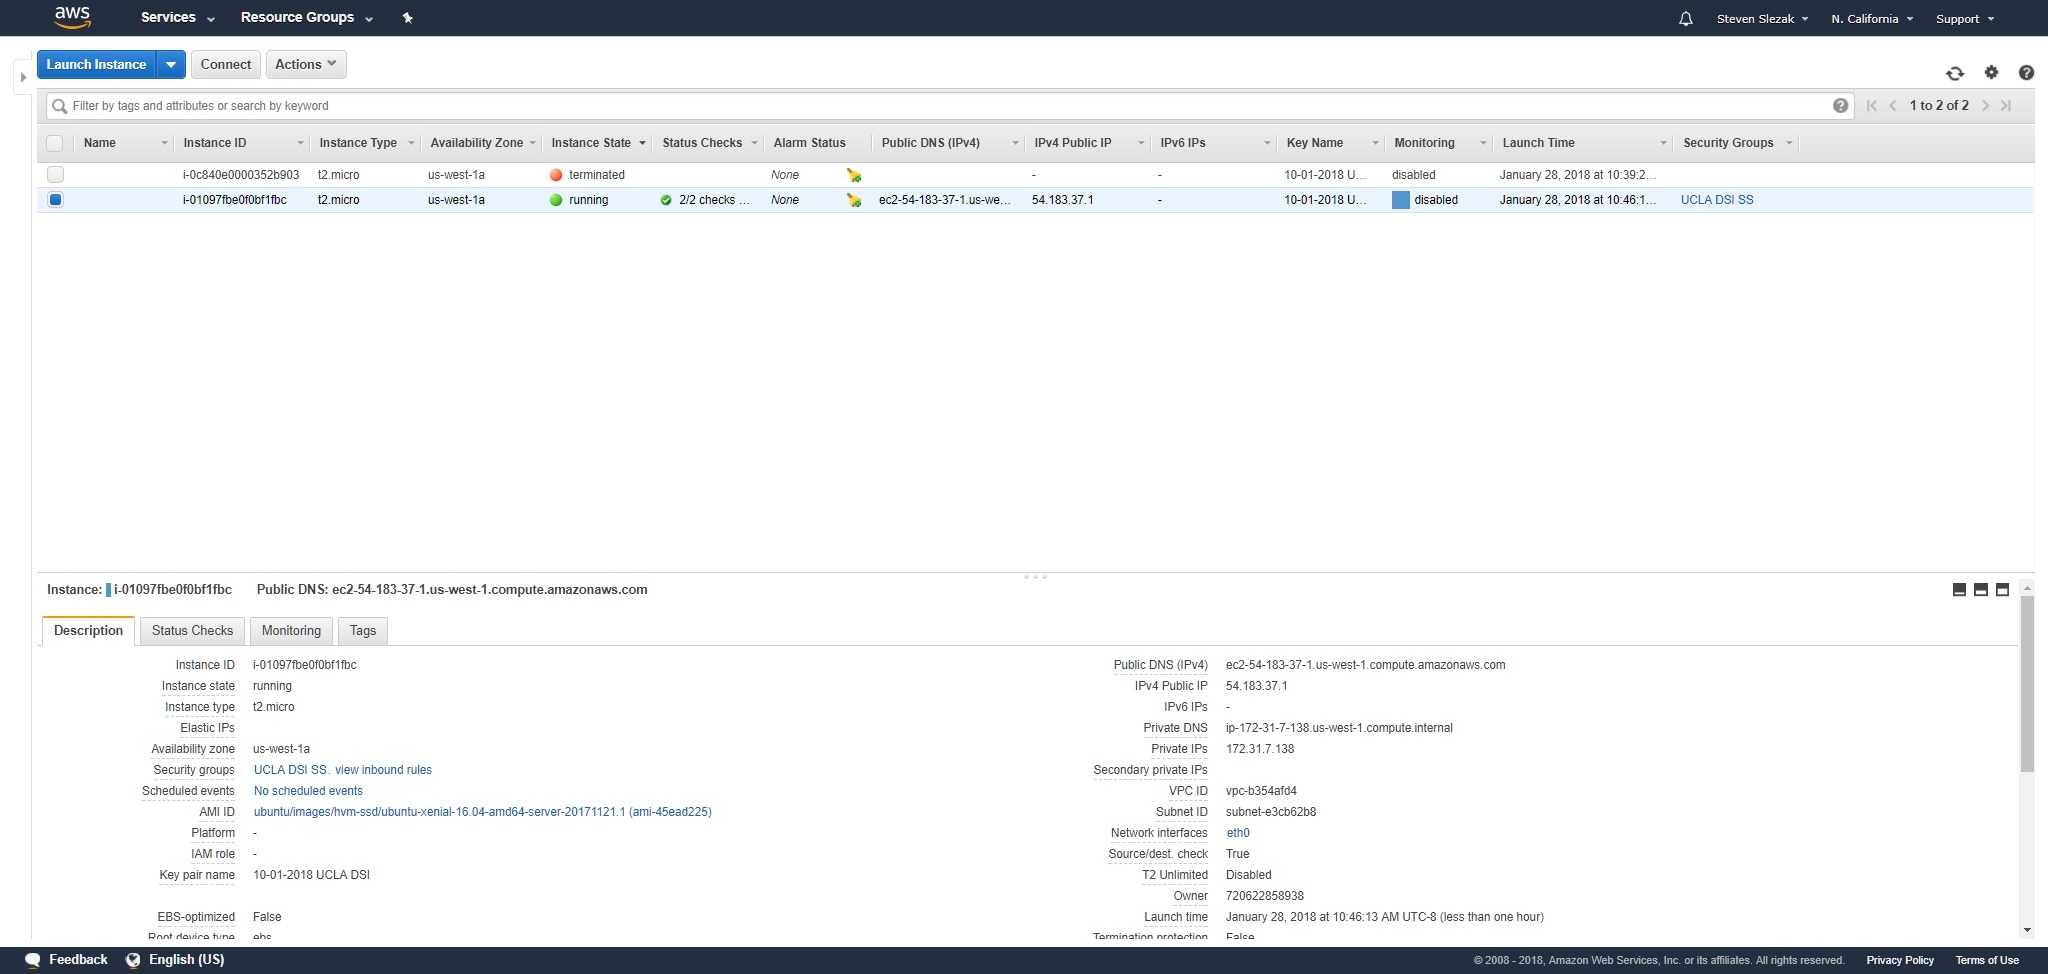 aws Services Resource Groups Steven Slezak N. California Support
Launch Instance Connect Actions
Filter by tags and attributes or search by keyword 1 to 2 of 2
Name Instance ID Instance Type Availability Zone Instance State Status Checks Alarm Status Public DNS (IPv4) IPv4 Public IP IPv6 IPs Key Name Monitoring Launch Time Security Groups
i-0c840e0000352b903 t2.micro us-west-1a terminated None - - 10-01-2018 U... disabled January 28, 2018 at 10:39:2...
i-01097fbe0f0bf1fbc t2.micro us-west-1a running 2/2 checks ... None ec2-54-183-37-1.us-we... 54.183.37.1 - 10-01-2018 U... disabled January 28, 2018 at 10:46:1... UCLA DSI SS
Instance: i-01097fbe0f0bf1fbc Public DNS: ec2-54-183-37-1.us-west-1.compute.amazonaws.com
Description Status Checks Monitoring Tags
Instance ID i-01097fbe0f0bf1fbc Public DNS (IPv4) ec2-54-183-37-1.us-west-1.compute.amazonaws.com
Instance state running IPv4 Public IP 54.183.37.1
Instance type t2.micro IPv6 IPs -
Elastic IPs Private DNS ip-172-31-7-138.us-west-1.compute.internal
Availability zone us-west-1a Private IPs 172.31.7.138
Security groups UCLA DSI SS. view inbound rules Secondary private IPs
Scheduled events No scheduled events VPC ID vpc-b354afd4
AMI ID ubuntu/images/hvm-ssd/ubuntu-xenial-16.04-amd64-server-20171121.1 (ami-45ead225) Subnet ID subnet-e3cb62b8
Platform - Network interfaces eth0
IAM role - Source/dest. check True
Key pair name 10-01-2018 UCLA DSI T2 Unlimited Disabled
Owner 720622858938
EBS-optimized False Launch time January 28, 2018 at 10:46:13 AM UTC-8 (less than one hour)
Root device type ebs Termination protection False
Feedback English (US) © 2008 - 2018, Amazon Web Services, Inc. or its affiliates. All rights reserved. Privacy Policy Terms of Use